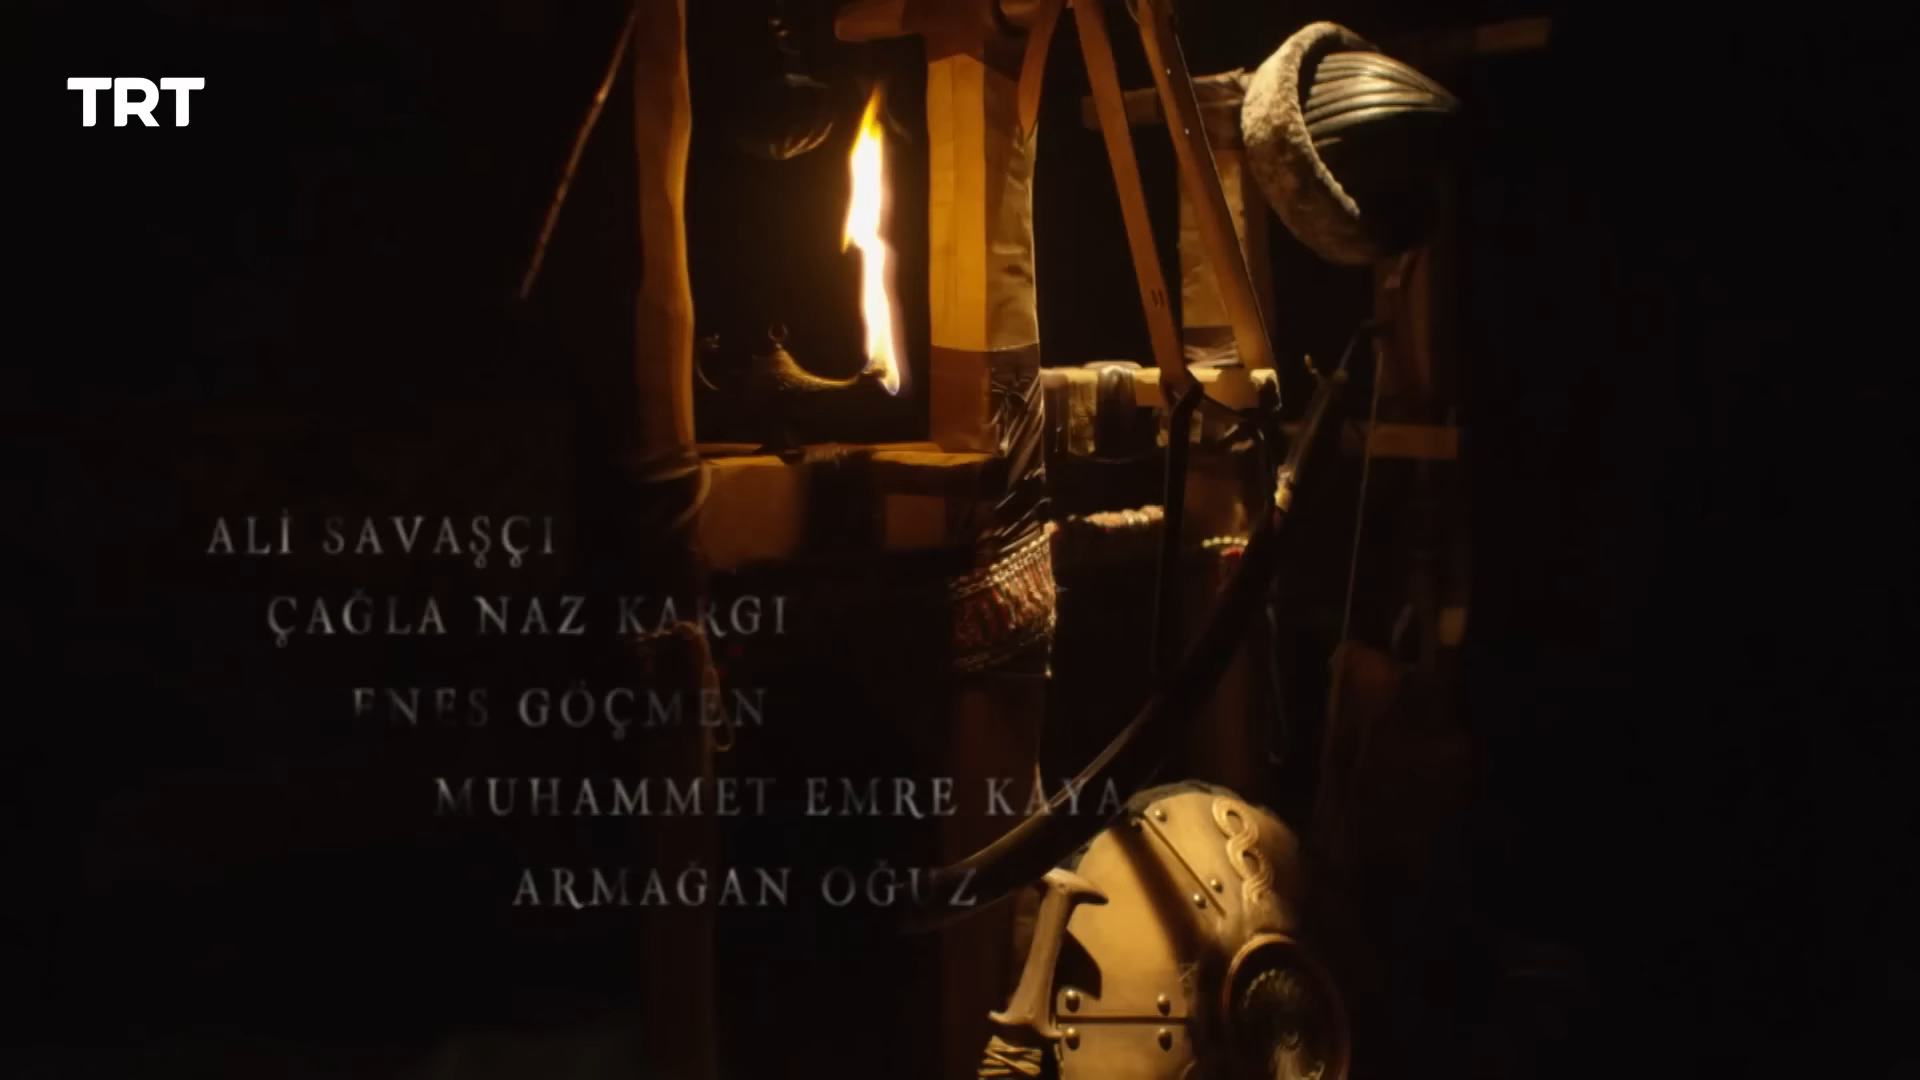 TRT
ALİ SAVAŞÇI
ÇAĞLA NAZ KARGI
ENES GÖÇMEN
MUHAMMET EMRE KAYA
ARMAĞAN OĞUZ